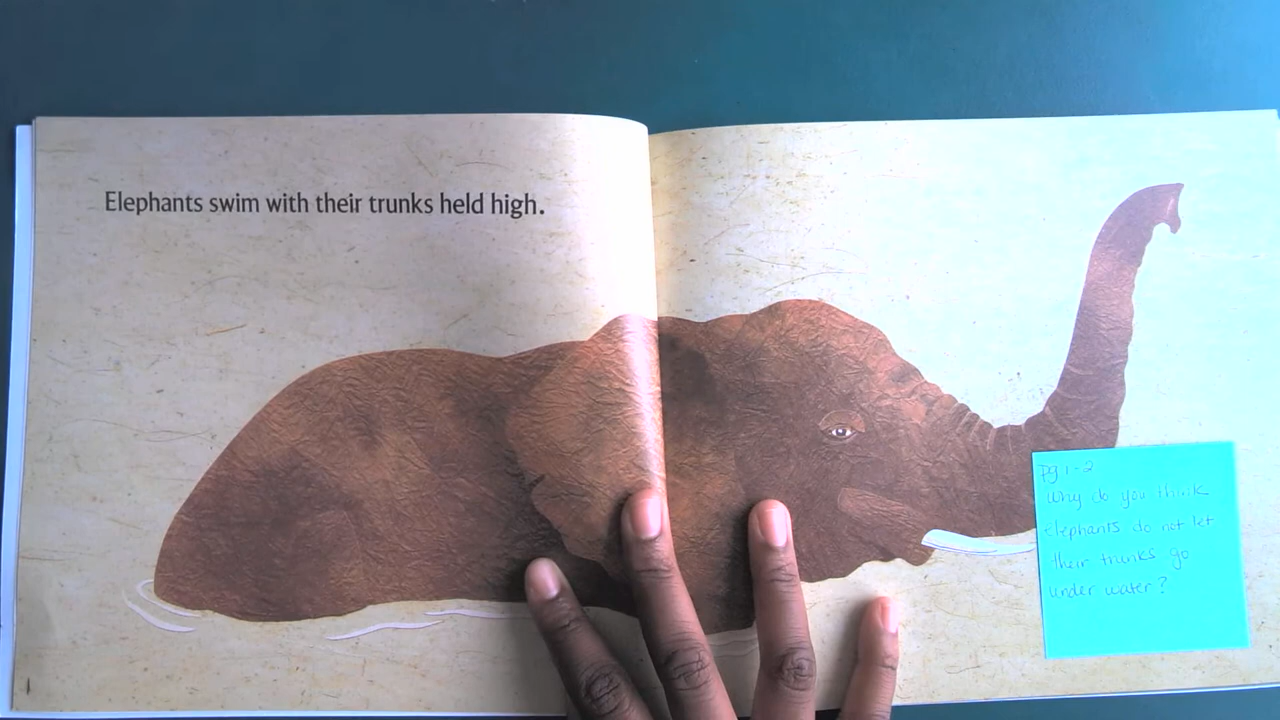 Elephants swim with their trunks held high.
pg 1-2
Why do you think
elephants do not let
their trunks go
under water?